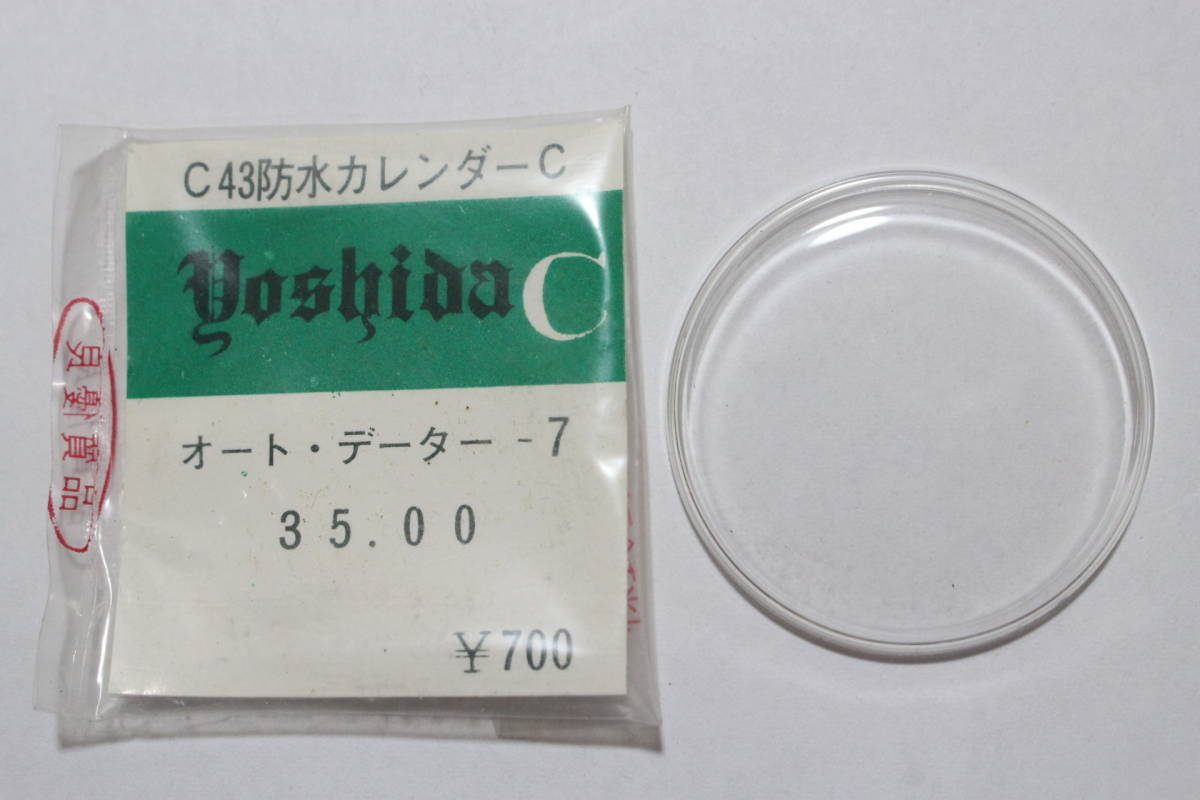 C43防水カレンダーC
Yoshida C
オート・データー-7
35.00
¥700